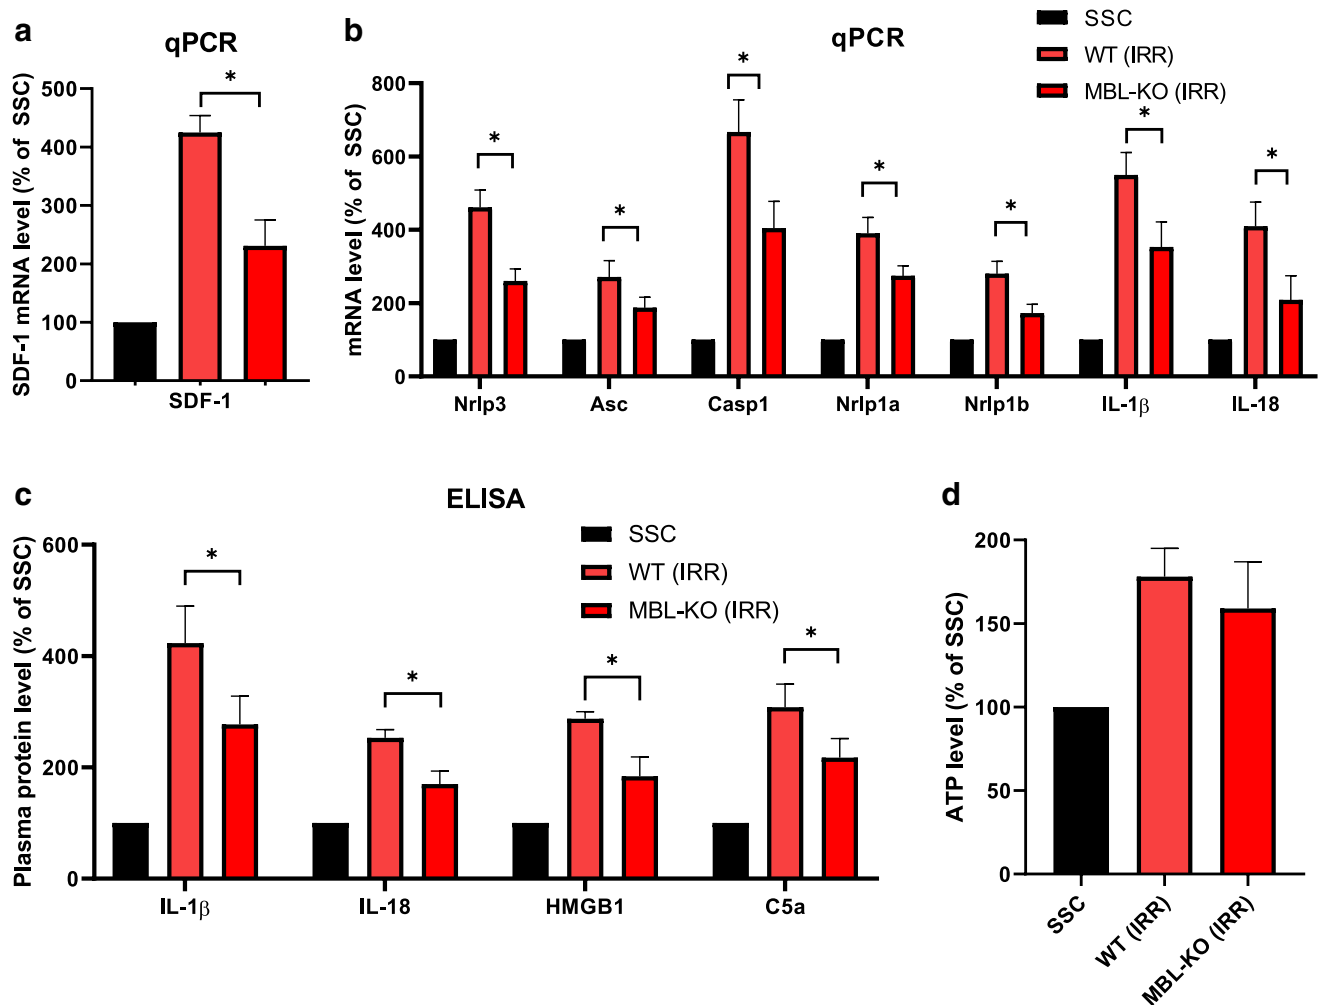 a
qPCR
SDF-1 mRNA level (% of SSC)
500
400
300
200
100
0
*
SDF-1
b
qPCR
SSC
WT (IRR)
MBL-KO (IRR)
mRNA level (% of SSC)
800
600
400
200
0
*
*
*
*
*
*
*
Nrlp3 Asc Casp1 Nrlp1a Nrlp1b IL-1β IL-18
c
ELISA
SSC
WT (IRR)
MBL-KO (IRR)
Plasma protein level (% of SSC)
600
400
200
0
*
*
*
*
IL-1β IL-18 HMGB1 C5a
d
ATP level (% of SSC)
200
150
100
50
0
SSC
WT (IRR)
MBL-KO (IRR)